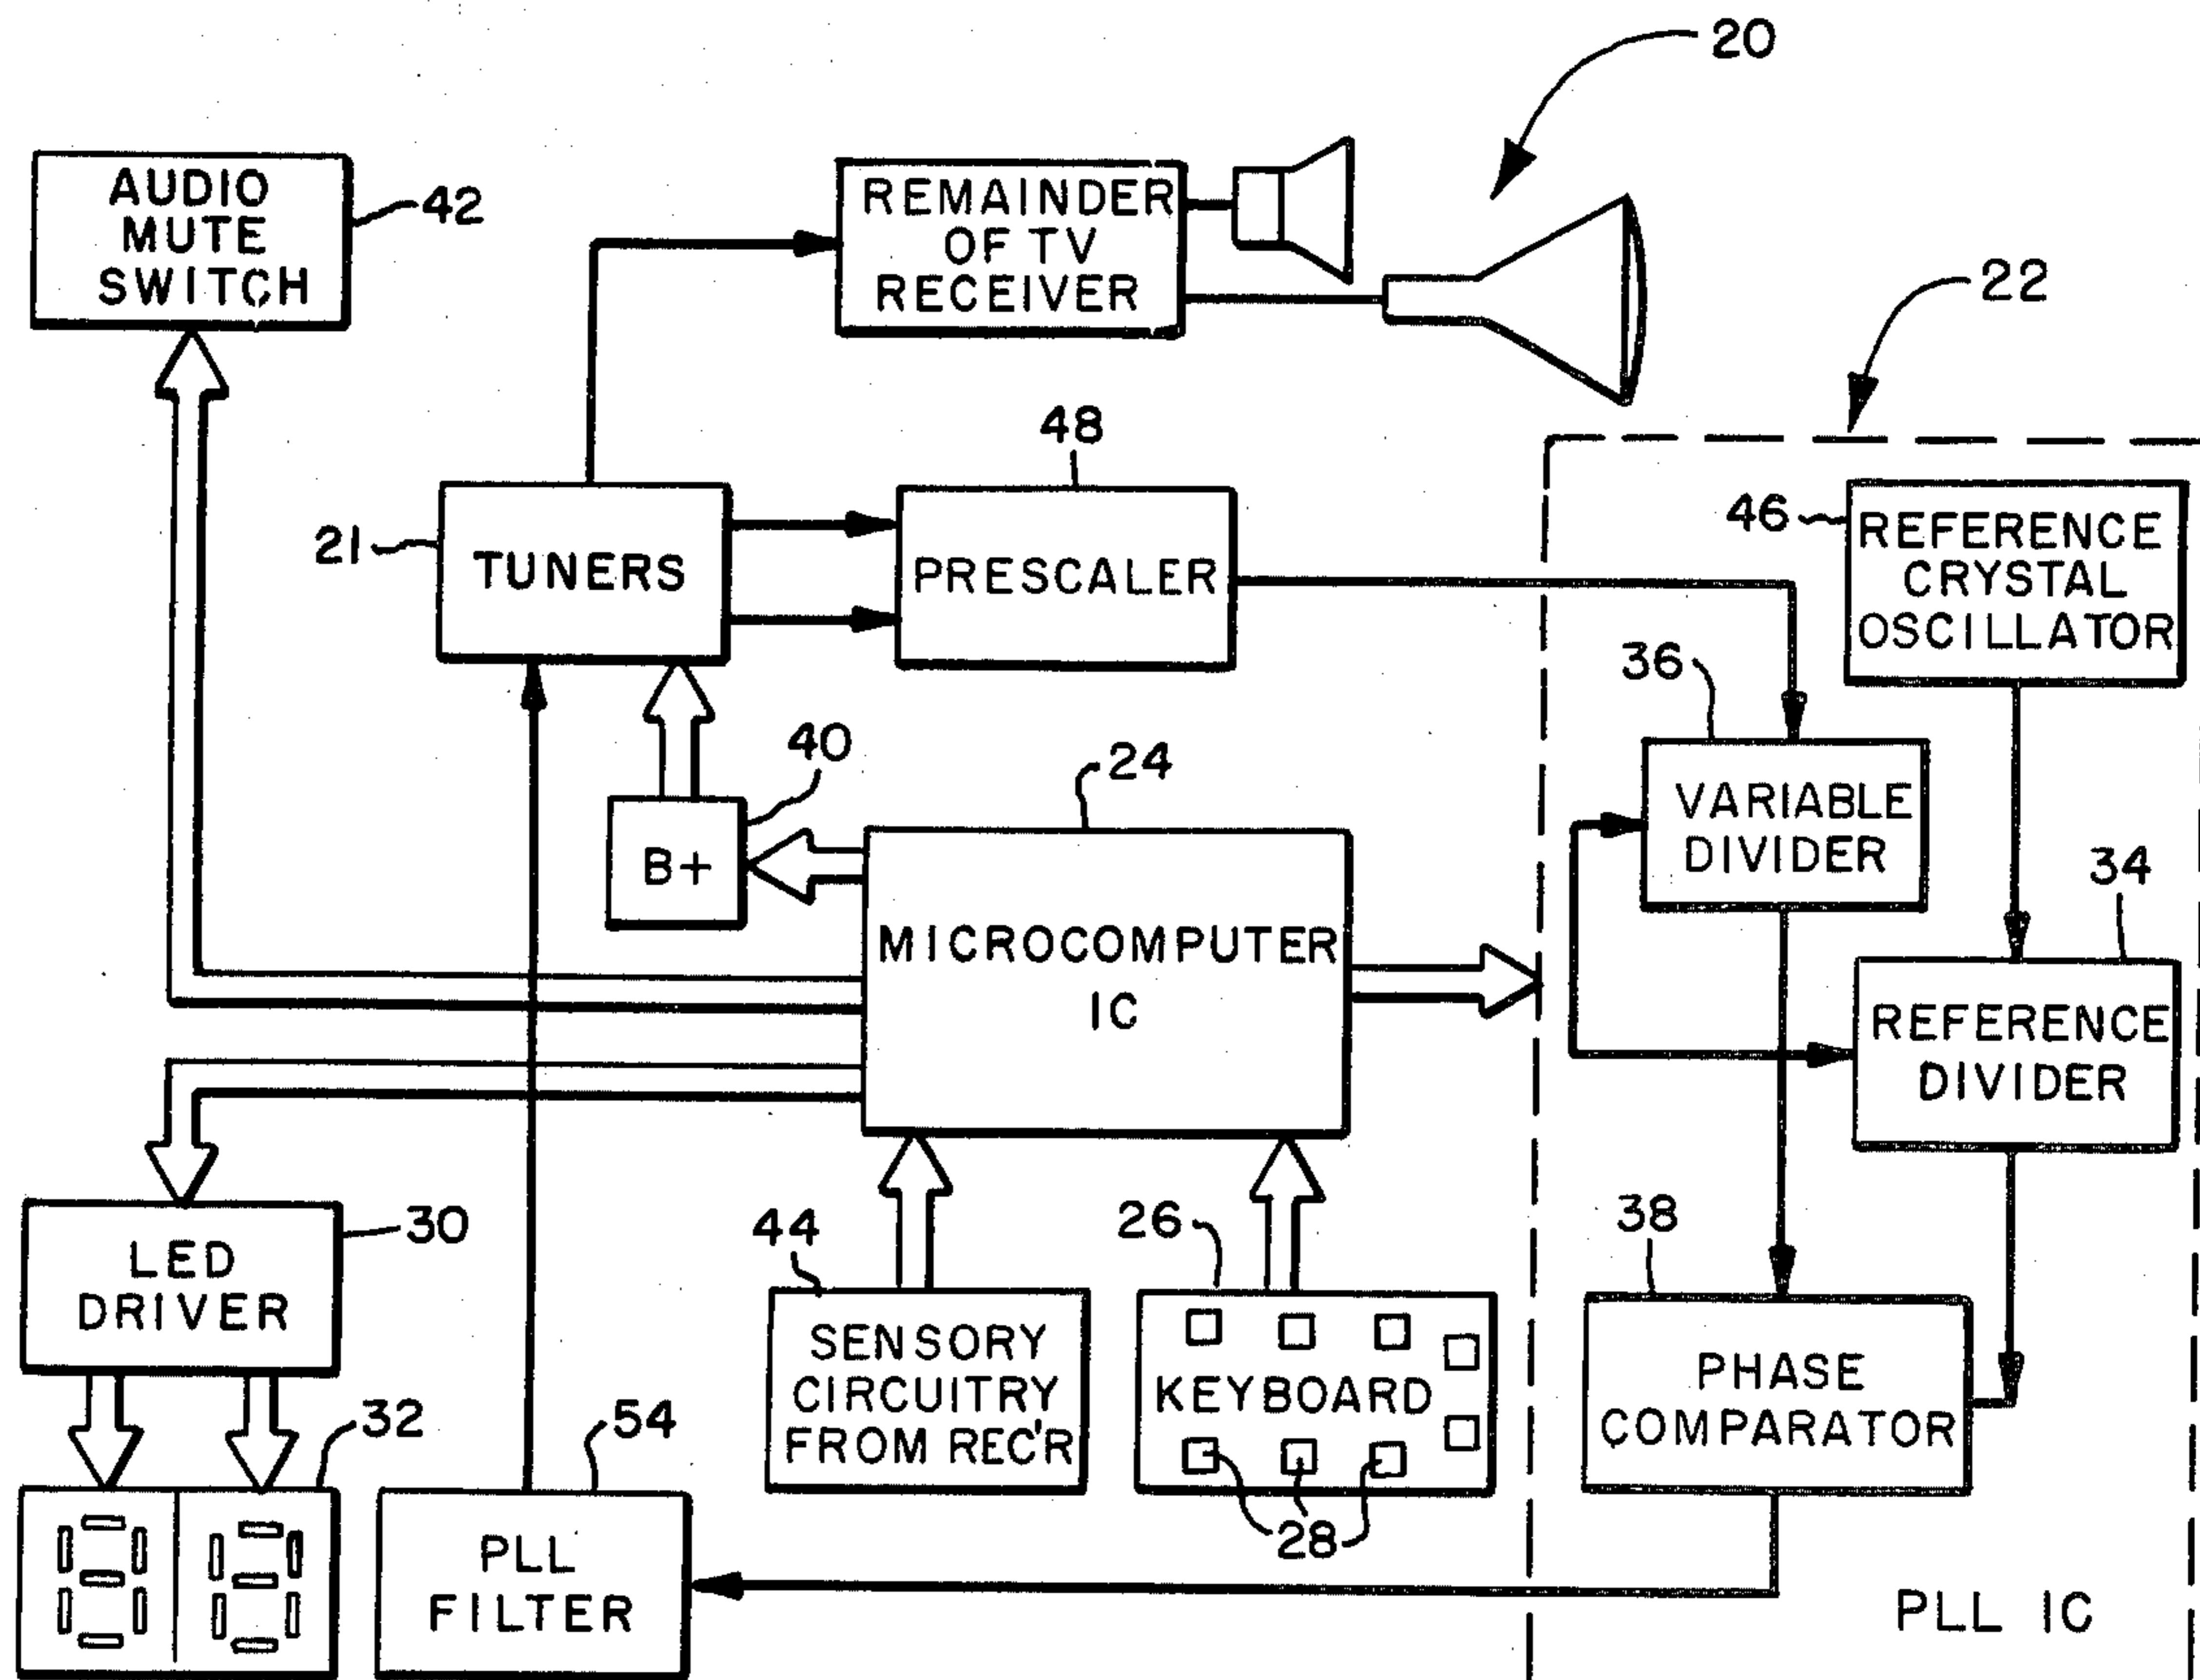 20
AUDIO
MUTE
SWITCH
42
REMAINDER
OF TV
RECEIVER
22
48
21
TUNERS
PRESCALER
46
REFERENCE
CRYSTAL
OSCILLATOR
36
40
24
B+
VARIABLE
DIVIDER
34
MICROCOMPUTER
IC
REFERENCE
DIVIDER
30
LED
DRIVER
44
26
38
SENSORY
CIRCUITRY
FROM REC'R
KEYBOARD
PHASE
COMPARATOR
32
54
28
88
PLL
FILTER
PLL IC